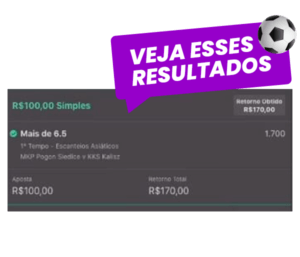 VEJA ESSES
RESULTADOS
R$100,00 Simples
Retorno Obtido
R$170,00
Mais de 6.5
1.700
1º Tempo - Escanteios Asiáticos
MKP Pogon Siedlce v KKS Kalisz
Aposta
Retorno Total
R$100,00
R$170,00